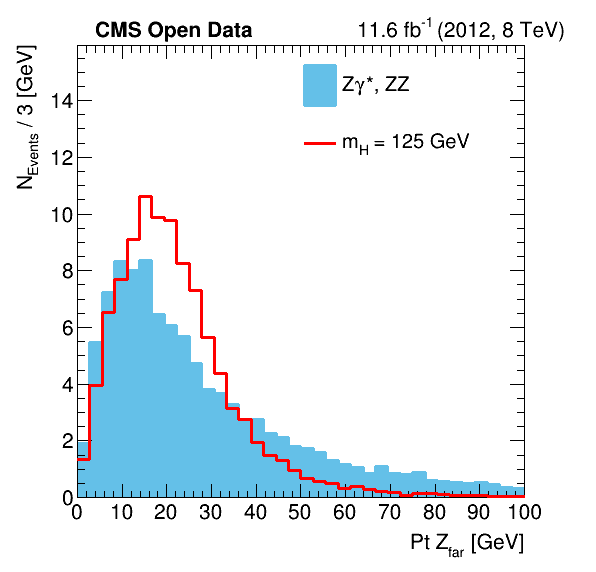 CMS Open Data 11.6 fb⁻¹ (2012, 8 TeV)
N_Events / 3 [GeV]
Zγ*, ZZ
m_H = 125 GeV
14
12
10
8
6
4
2
0
0 10 20 30 40 50 60 70 80 90 100
Pt Z_far [GeV]